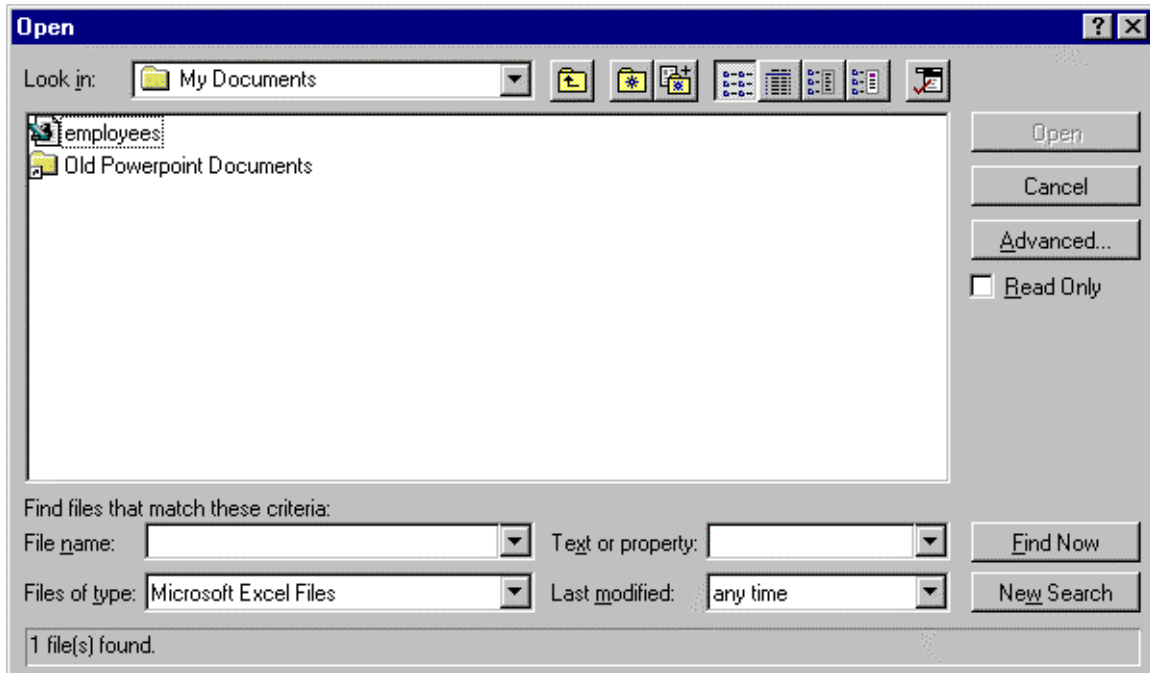 Open
Look in: My Documents
employees
Old Powerpoint Documents
Open
Cancel
Advanced...
Read Only
Find files that match these criteria:
File name: Text or property: Find Now
Files of type: Microsoft Excel Files Last modified: any time New Search
1 file(s) found.